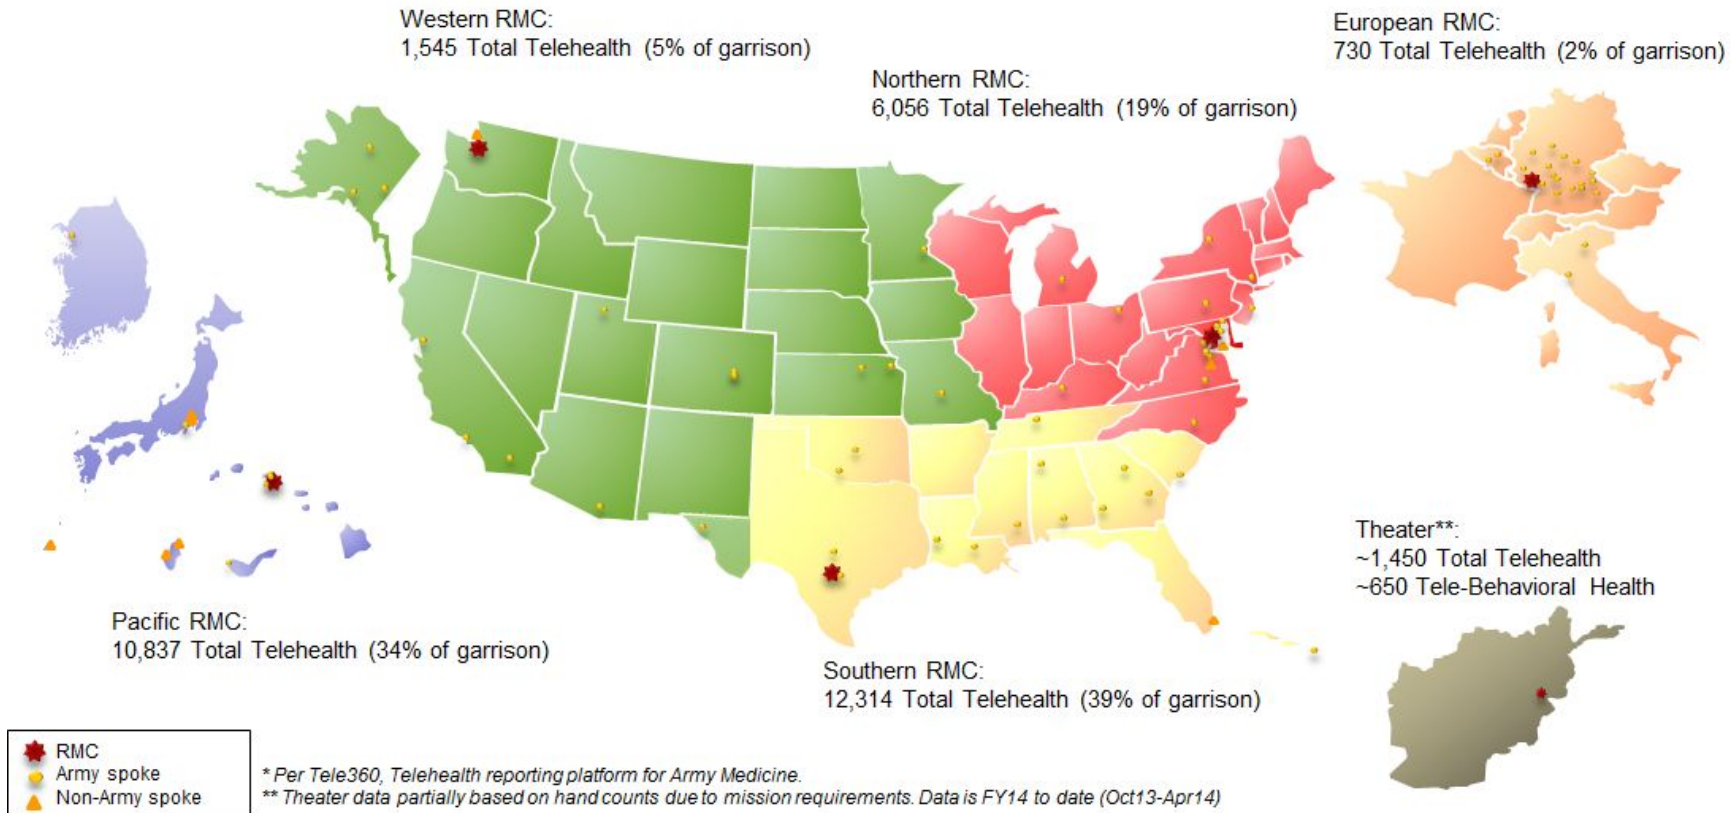 Western RMC:
1,545 Total Telehealth (5% of garrison)
European RMC:
730 Total Telehealth (2% of garrison)
Northern RMC:
6,056 Total Telehealth (19% of garrison)
Theater**:
~1,450 Total Telehealth
~650 Tele-Behavioral Health
Pacific RMC:
10,837 Total Telehealth (34% of garrison)
Southern RMC:
12,314 Total Telehealth (39% of garrison)
RMC
Army spoke
Non-Army spoke
* Per Tele360, Telehealth reporting platform for Army Medicine.
** Theater data partially based on hand counts due to mission requirements. Data is FY14 to date (Oct13-Apr14)